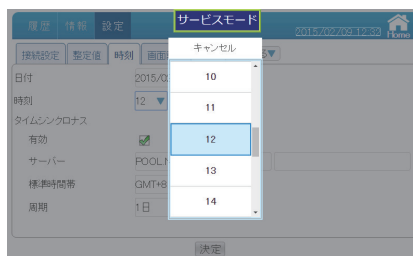 履歴 情報 設定 サービスモード 2015/02/09 12:33 Home
接続設定 整定値 時刻 画面 キャンセル
日付 2015/0 10
時刻 12 ▼ 11
タイムシンクロナス
有効 12
サーバー POOL.N 13
標準時間帯 GMT+8
周期 1日 14
決定